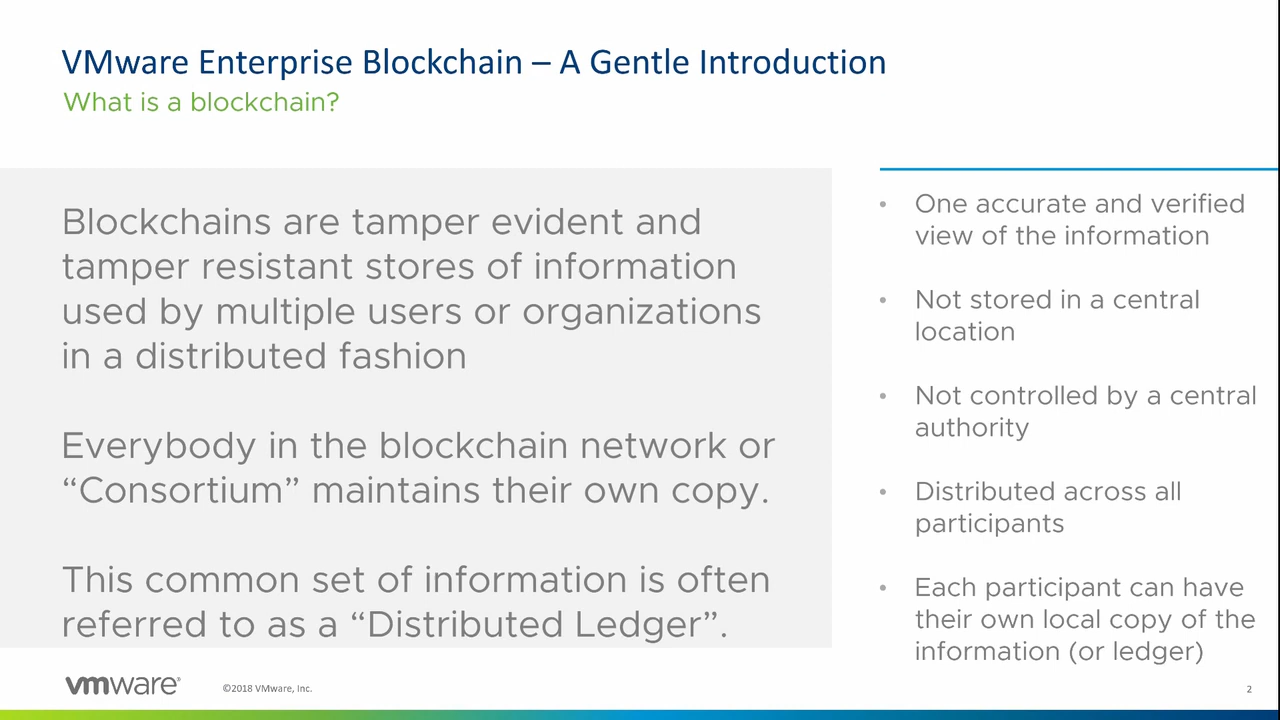 VMware Enterprise Blockchain – A Gentle Introduction
What is a blockchain?
Blockchains are tamper evident and
tamper resistant stores of information
used by multiple users or organizations
in a distributed fashion
Everybody in the blockchain network or
“Consortium” maintains their own copy.
This common set of information is often
referred to as a “Distributed Ledger”.
• One accurate and verified
view of the information
• Not stored in a central
location
• Not controlled by a central
authority
• Distributed across all
participants
• Each participant can have
their own local copy of the
information (or ledger)
vmware®
©2018 VMware, Inc.
2